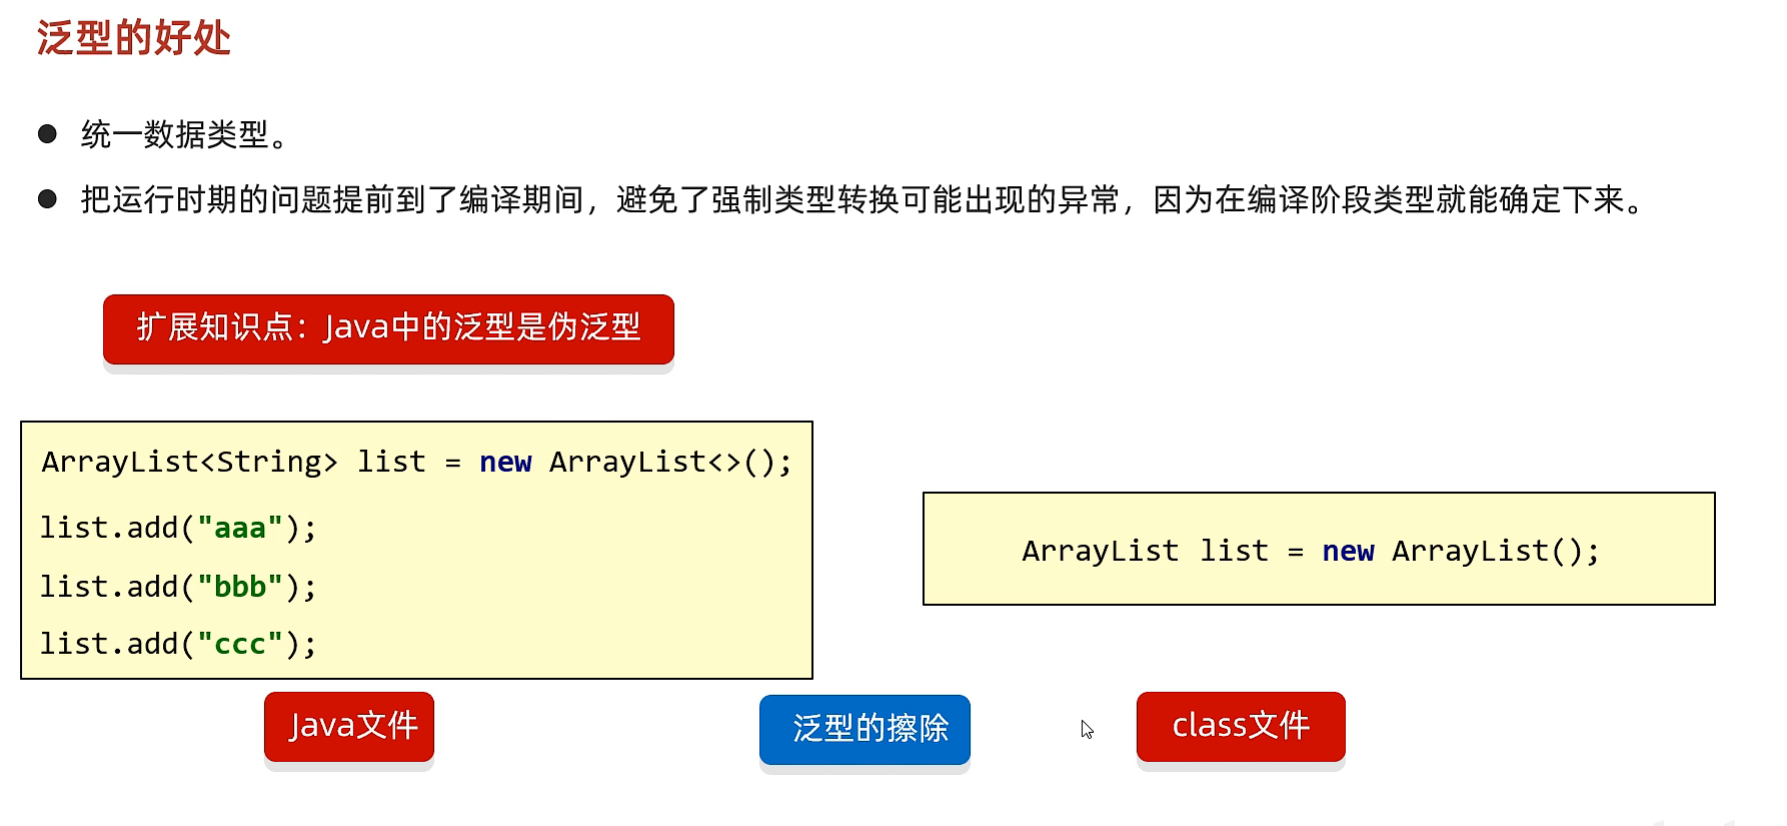 泛型的好处
● 统一数据类型。
● 把运行时期的问题提前到了编译期间，避免了强制类型转换可能出现的异常，因为在编译阶段类型就能确定下来。
扩展知识点：Java中的泛型是伪泛型
ArrayList<String> list = new ArrayList<>();
list.add("aaa");
list.add("bbb");
list.add("ccc");
ArrayList list = new ArrayList();
Java文件
泛型的擦除
class文件